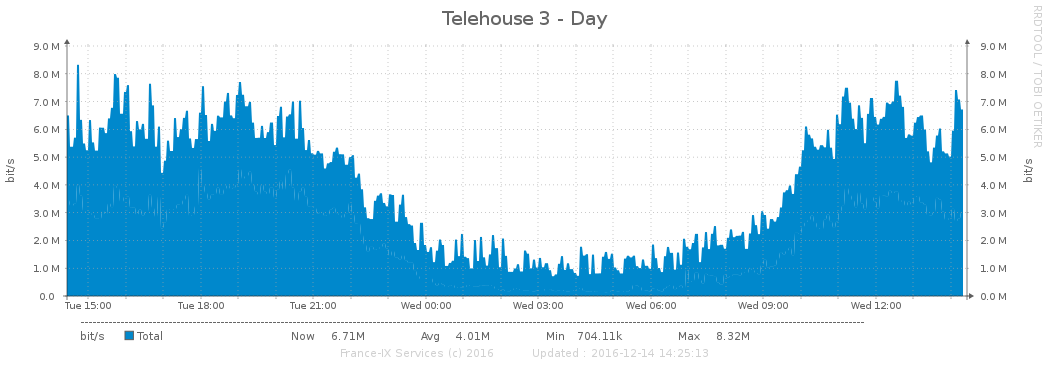 Telehouse 3 - Day
RRDTOOL / TOBI OETIKER
9.0 M 9.0 M
8.0 M 8.0 M
7.0 M 7.0 M
6.0 M 6.0 M
5.0 M 5.0 M
4.0 M 4.0 M
3.0 M 3.0 M
2.0 M 2.0 M
1.0 M 1.0 M
0.0 0.0 M
bit/s
bit/s
Tue 15:00 Tue 18:00 Tue 21:00 Wed 00:00 Wed 03:00 Wed 06:00 Wed 09:00 Wed 12:00
bit/s Total Now 6.71M Avg 4.01M Min 704.11k Max 8.32M
France-IX Services (c) 2016 Updated : 2016-12-14 14:25:13